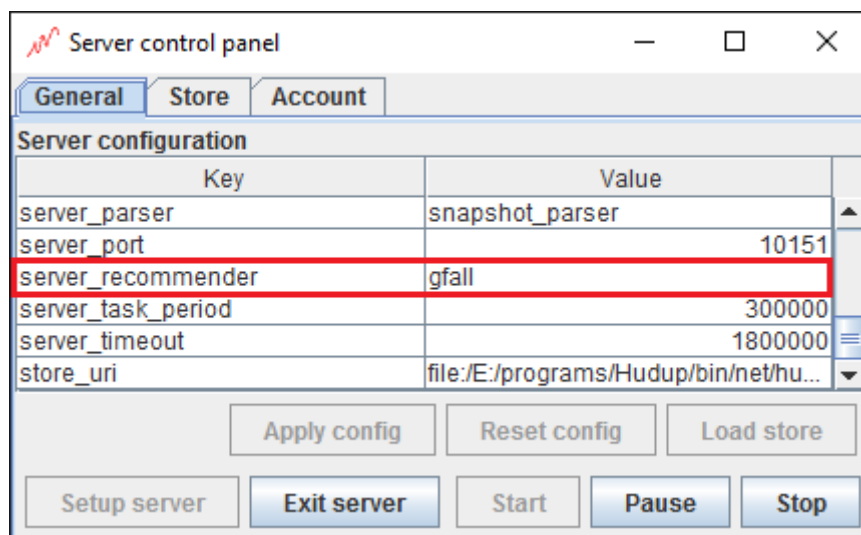 Server control panel
General Store Account
Server configuration
Key Value
server_parser snapshot_parser
server_port 10151
server_recommender gfall
server_task_period 300000
server_timeout 1800000
store_uri file:/E:/programs/Hudup/bin/net/hu...
Apply config Reset config Load store
Setup server Exit server Start Pause Stop